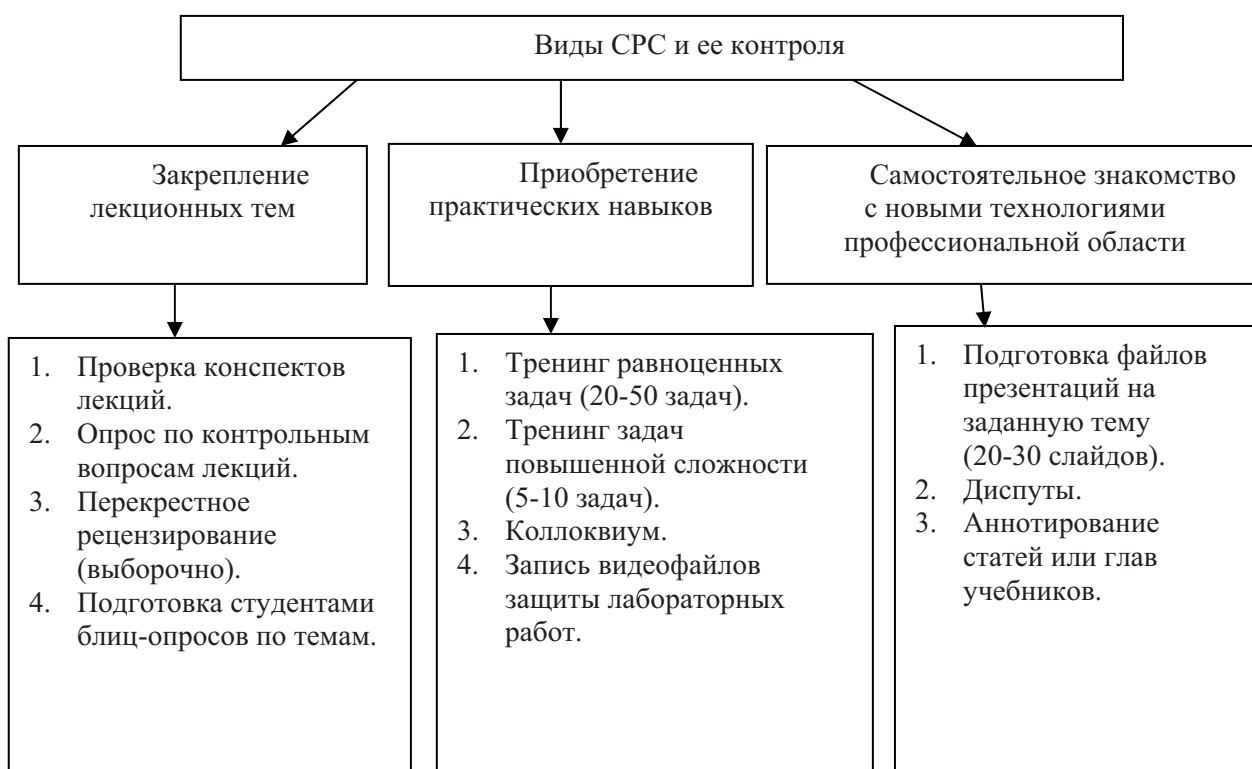 Виды СРС и ее контроля
Закрепление
лекционных тем
Приобретение
практических навыков
Самостоятельное знакомство
с новыми технологиями
профессиональной области
1. Проверка конспектов
лекций.
2. Опрос по контрольным
вопросам лекций.
3. Перекрестное
рецензирование
(выборочно).
4. Подготовка студентами
блиц-опросов по темам.
1. Тренинг равноценных
задач (20-50 задач).
2. Тренинг задач
повышенной сложности
(5-10 задач).
3. Коллоквиум.
4. Запись видеофайлов
защиты лабораторных
работ.
1. Подготовка файлов
презентаций на
заданную тему
(20-30 слайдов).
2. Диспуты.
3. Аннотирование
статей или глав
учебников.